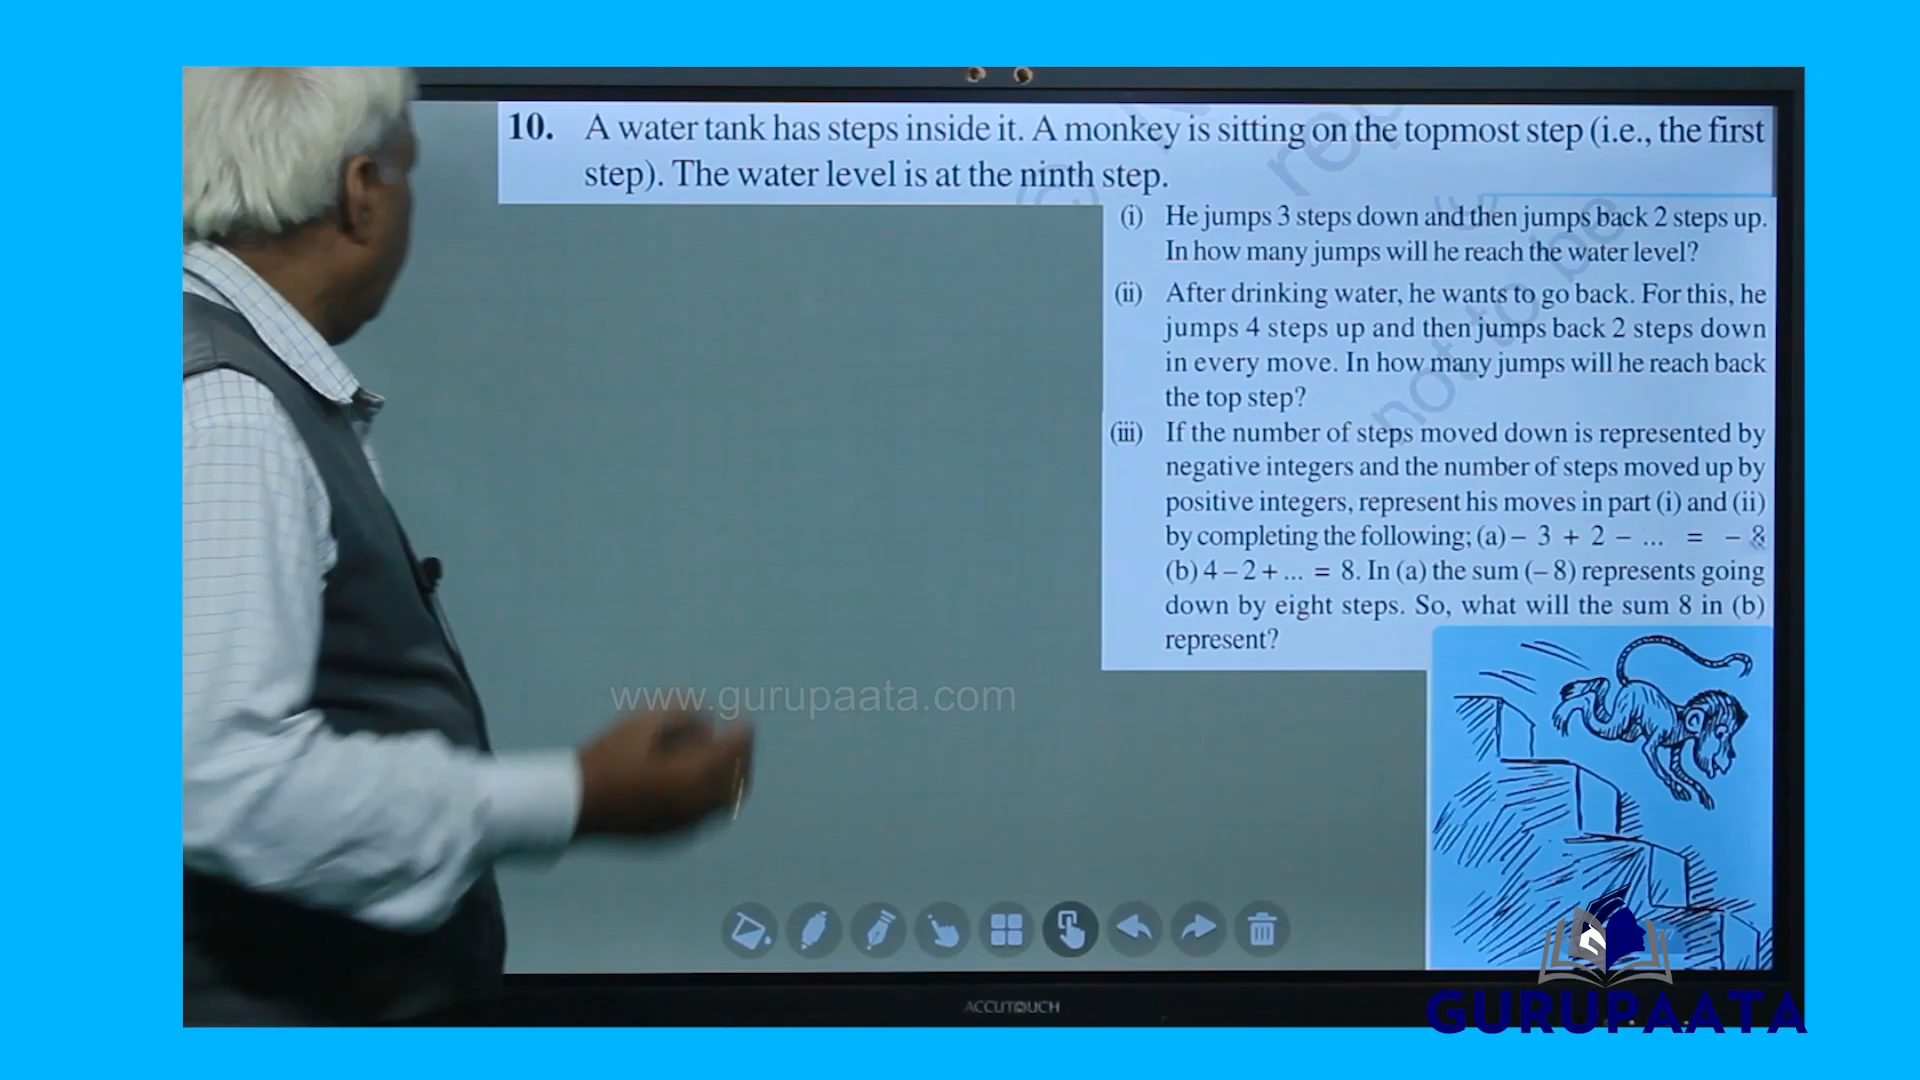 10. A water tank has steps inside it. A monkey is sitting on the topmost step (i.e., the first
step). The water level is at the ninth step.
(i) He jumps 3 steps down and then jumps back 2 steps up.
In how many jumps will he reach the water level?
(ii) After drinking water, he wants to go back. For this, he
jumps 4 steps up and then jumps back 2 steps down
in every move. In how many jumps will he reach back
the top step?
(iii) If the number of steps moved down is represented by
negative integers and the number of steps moved up by
positive integers, represent his moves in part (i) and (ii)
by completing the following; (a) – 3 + 2 – ... = – 8
(b) 4 – 2 + ... = 8. In (a) the sum (– 8) represents going
down by eight steps. So, what will the sum 8 in (b)
represent?
www.gurupaata.com
ACCUTOUCH
GURUPAATA